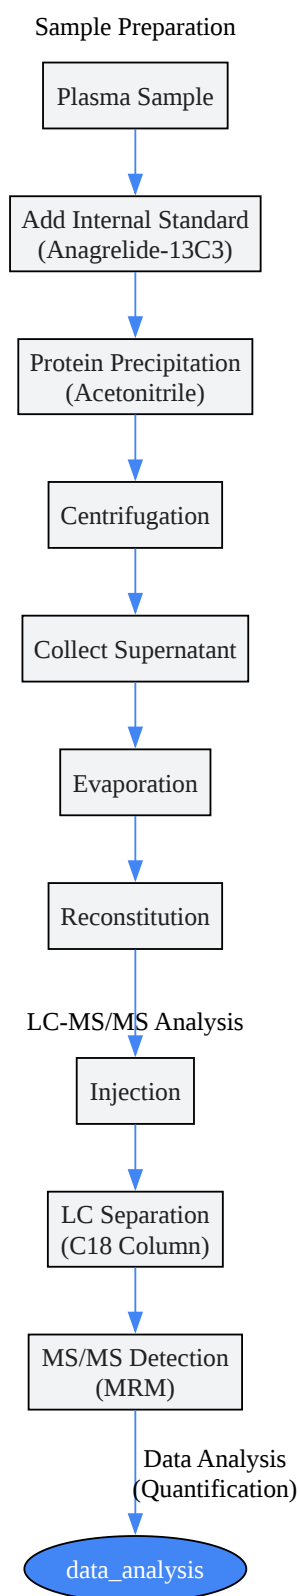 Sample Preparation
Plasma Sample
Add Internal Standard
(Anagrelide-13C3)
Protein Precipitation
(Acetonitrile)
Centrifugation
Collect Supernatant
Evaporation
Reconstitution
LC-MS/MS Analysis
Injection
LC Separation
(C18 Column)
MS/MS Detection
(MRM)
Data Analysis
(Quantification)
data_analysis